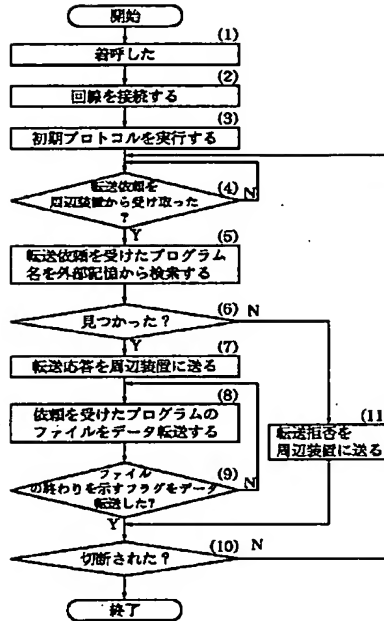 開始
(1)
着呼した
(2)
回線を接続する
(3)
初期プロトコルを実行する
転送依頼を
(4)
周辺装置から受け取った
N
?
Y
(5)
転送依頼を受けたプログラム
名を外部記憶から検索する
(6)
N
見つかった?
Y
(7)
転送応答を周辺装置に送る
(8)
依頼を受けたプログラムの
ファイルをデータ転送する
(11)
転送拒否を
周辺装置に送る
ファイル
(9)
の終わりを示すフラグをデータ
転送した?
N
Y
(10)
N
切断された?
終了